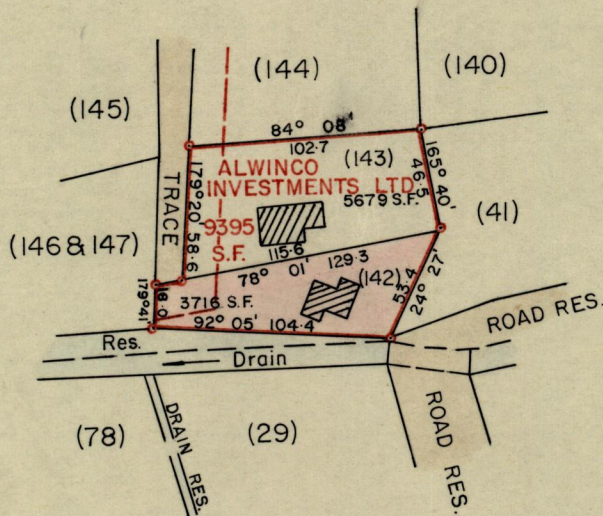 (144)
(140)
(145)
84° 08'
102.7
(143)
ALWINCO
INVESTMENTS LTD.
5679 S.F.
165° 40'
46.5
(41)
TRACE
179° 20'
58.6
9395
S.F.
(146 & 147)
115.6
129.3
78° 01'
(142)
53.4
24° 27'
179° 41'
18.0
3716 S.F.
92° 05' 104.4
ROAD RES.
Res.
Drain
(78)
DRAIN RES.
(29)
ROAD RES.